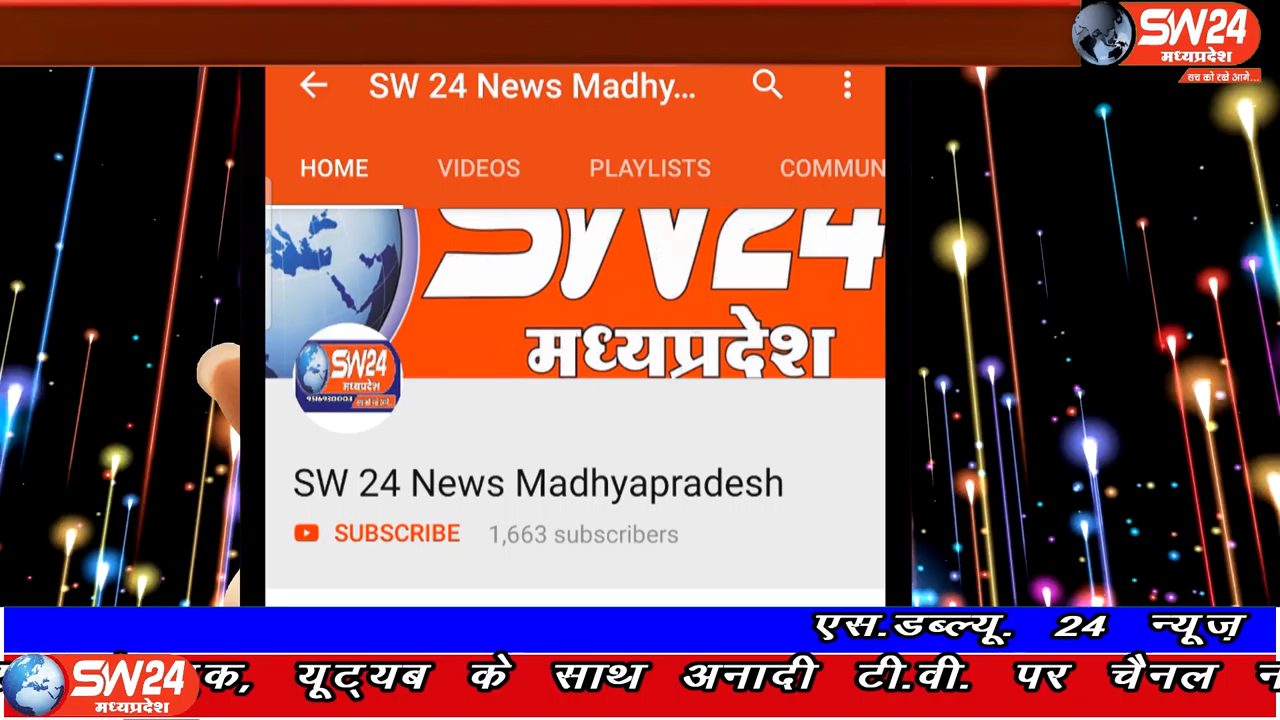 SW24
मध्यप्रदेश
सच को रखे आगे...
SW 24 News Madhy...
HOME VIDEOS PLAYLISTS COMMUN
SW24
मध्यप्रदेश
SW24
मध्यप्रदेश
SW 24 News Madhyapradesh
SUBSCRIBE 1,663 subscribers
एस.डब्ल्यू. 24 न्यूज़
क, यूट्यब के साथ अनादी टी.वी. पर चैनल न
SW24
मध्यप्रदेश